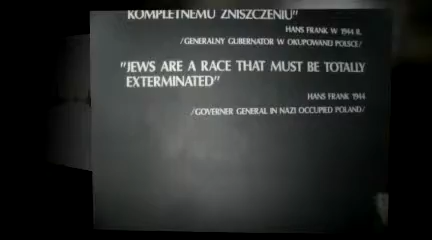 KOMPLETNEMU ZNISZCZENIU"
HANS FRANK W 1944 R.
/GENERALNY GUBERNATOR W OKUPOWANEJ POLSCE/
"JEWS ARE A RACE THAT MUST BE TOTALLY
EXTERMINATED"
HANS FRANK 1944
/GOVERNER GENERAL IN NAZI OCCUPIED POLAND/